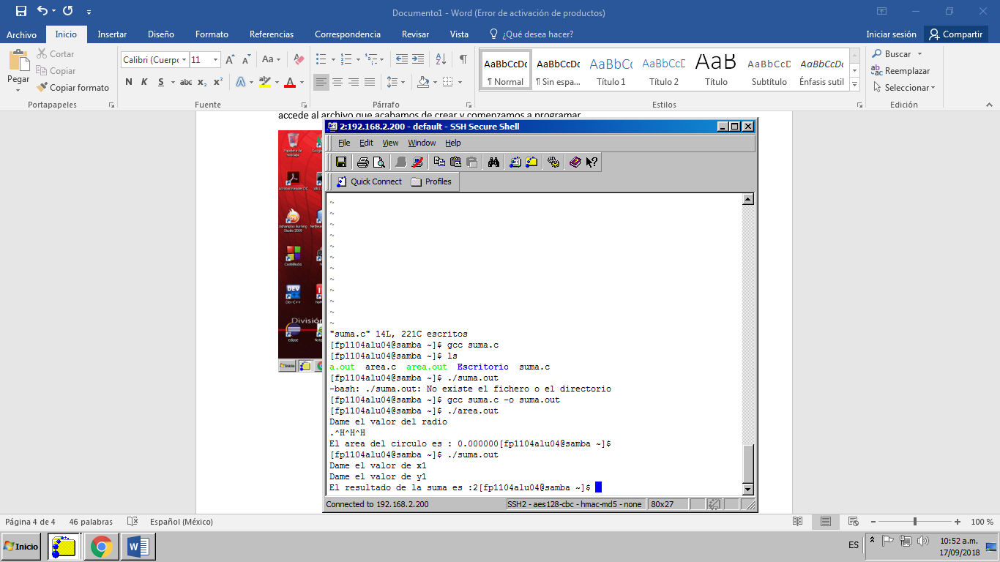 Documento1 - Word (Error de activación de productos)
Archivo Inicio Insertar Diseño Formato Referencias Correspondencia Revisar Vista ¿Qué desea hacer? Iniciar sesión Compartir
Pegar
Cortar
Copiar
Copiar formato
Portapapeles
Calibri (Cuerpo 11
N K S abc x₂ x²
Fuente
Párrafo
AaBbCcDc AaBbCcDc AaBbCc AaBbCcD AaB AaBbCcD AaBbCcDc
¶ Normal ¶ Sin espa... Título 1 Título 2 Título Subtítulo Énfasis sutil
Estilos
Buscar
Reemplazar
Seleccionar
Edición
accede al archivo que acabamos de crear y comenzamos a programar
2:192.168.2.200 - default - SSH Secure Shell
File Edit View Window Help
Quick Connect Profiles
~
~
~
~
~
~
~
~
~
~
~
~
"suma.c" 14L, 221C escritos
[fp1104alu04@samba ~]$ gcc suma.c
[fp1104alu04@samba ~]$ ls
a.out area.c area.out Escritorio suma.c
[fp1104alu04@samba ~]$ ./suma.out
-bash: ./suma.out: No existe el fichero o el directorio
[fp1104alu04@samba ~]$ gcc suma.c -o suma.out
[fp1104alu04@samba ~]$ ./area.out
Dame el valor del radio
.^H^H^H
El area del circulo es : 0.000000[fp1104alu04@samba ~]$
[fp1104alu04@samba ~]$ ./suma.out
Dame el valor de x1
Dame el valor de y1
El resultado de la suma es :2[fp1104alu04@samba ~]$
Connected to 192.168.2.200 SSH2 - aes128-cbc - hmac-md5 - none 80x27
Página 4 de 4 46 palabras Español (México) 100 %
Inicio
ES
10:52 a.m.
17/09/2018